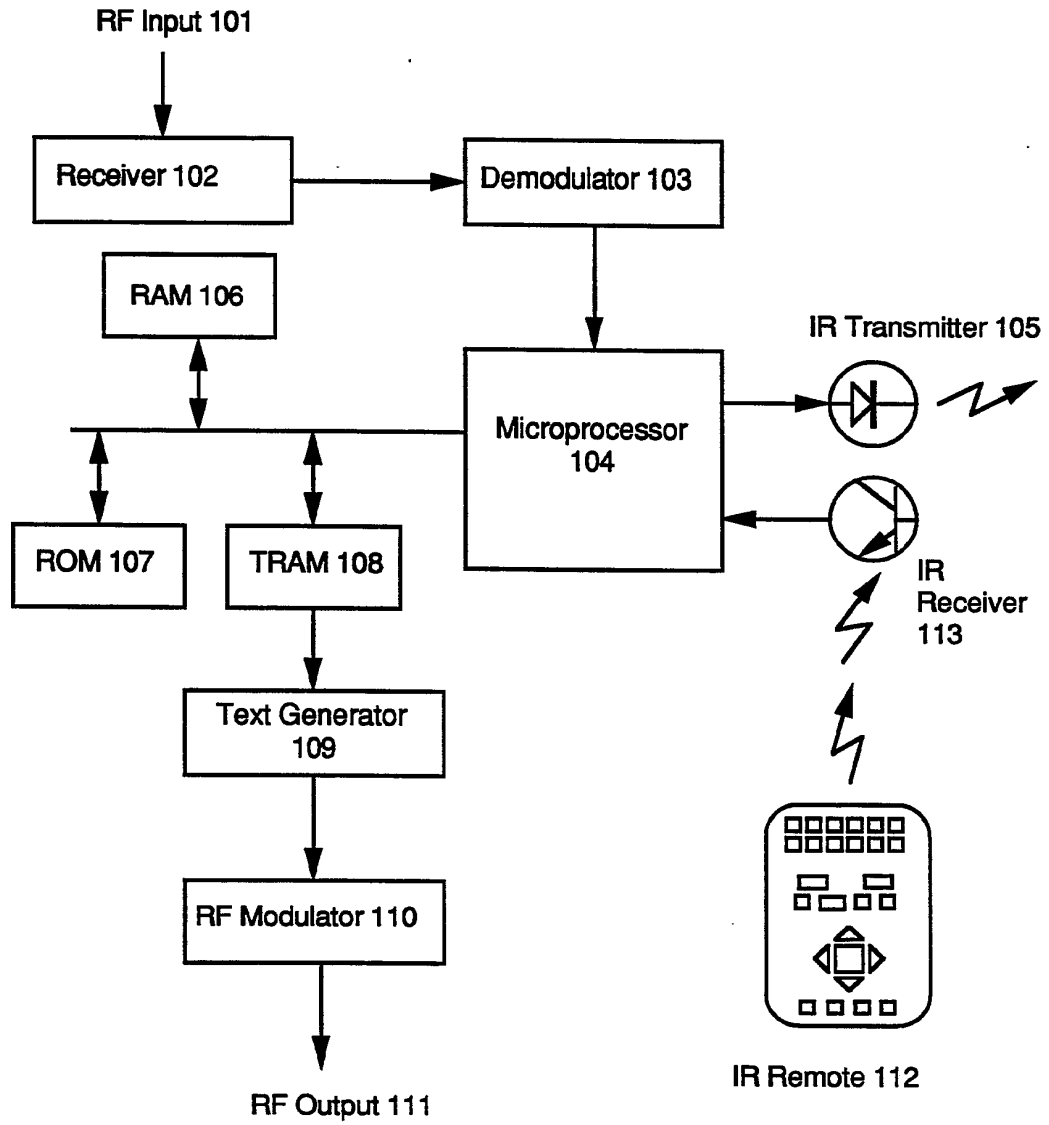 RF Input 101
Receiver 102
Demodulator 103
RAM 106
IR Transmitter 105
Microprocessor
104
ROM 107
TRAM 108
IR
Receiver
113
Text Generator
109
RF Modulator 110
IR Remote 112
RF Output 111